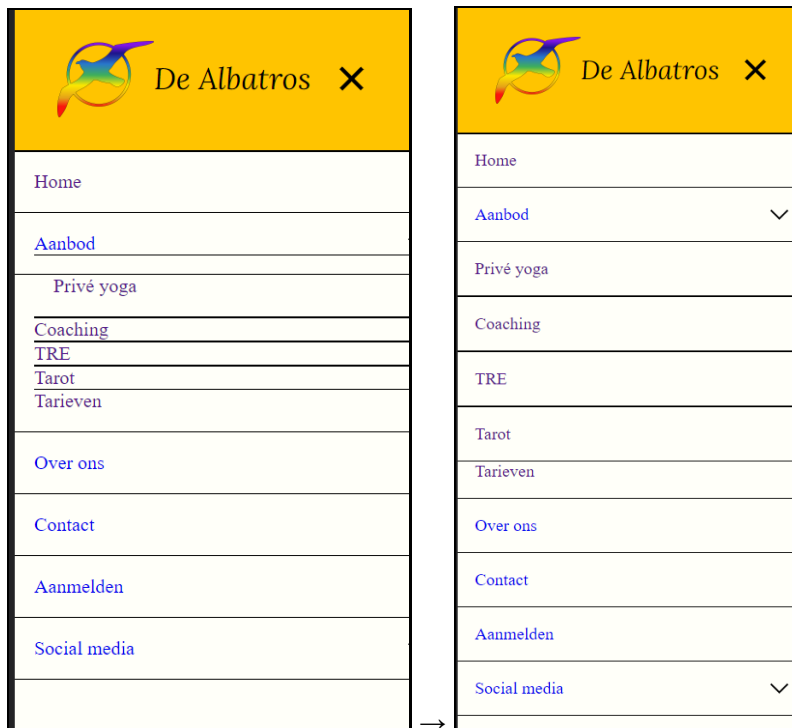 De Albatros
Home
Aanbod
Privé yoga
Coaching
TRE
Tarot
Tarieven
Over ons
Contact
Aanmelden
Social media
→
De Albatros
Home
Aanbod
Privé yoga
Coaching
TRE
Tarot
Tarieven
Over ons
Contact
Aanmelden
Social media